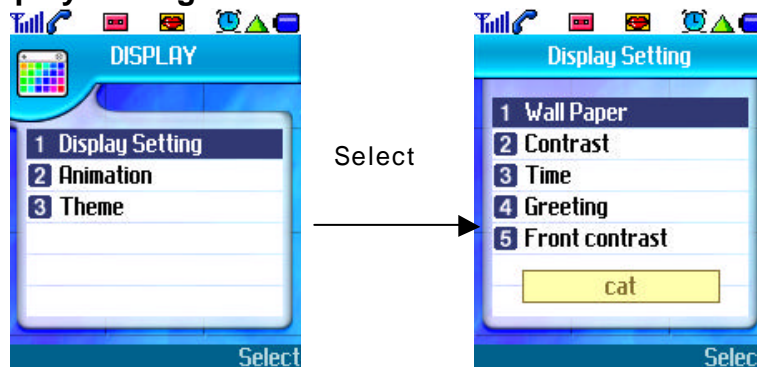 DISPLAY
1 Display Setting
2 Animation
3 Theme
Select
Select
Display Setting
1 Wall Paper
2 Contrast
3 Time
4 Greeting
5 Front contrast
cat
Selec